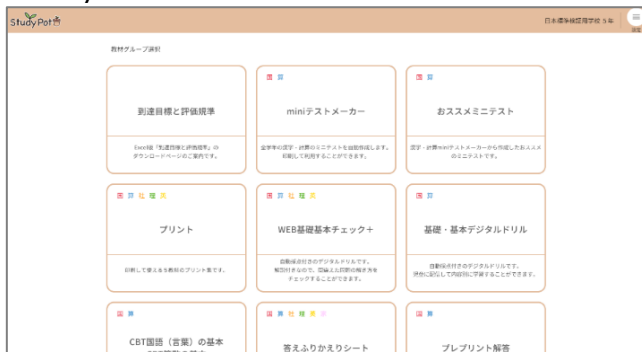 StudyPot
日本標準検証用学校 5年
教材グループ選択
到達目標と評価規準
Excel版『到達目標と評価規準』の
ダウンロードページのご案内です。
国 算
miniテストメーカー
全学年の漢字・計算のミニテストを自動作成します。
印刷して利用することができます。
国 算
おススメミニテスト
漢字・計算miniテストメーカーから作成したおススメ
のミニテストです。
国 算 社 理 英
プリント
印刷して使える5教科のプリント集です。
国 算 社 理 英
WEB基礎基本チェック+
自動採点付きのデジタルドリルです。
解説付きなので、間違えた問題の解き方を
チェックすることができます。
国 算
基礎・基本デジタルドリル
自動採点付きのデジタルドリルです。
児童に配信して内容別に学習することができます。
国 算
CBT国語（言葉）の基本
国 算 社 理 英
答えふりかえりシート
国 算
プレプリント解答